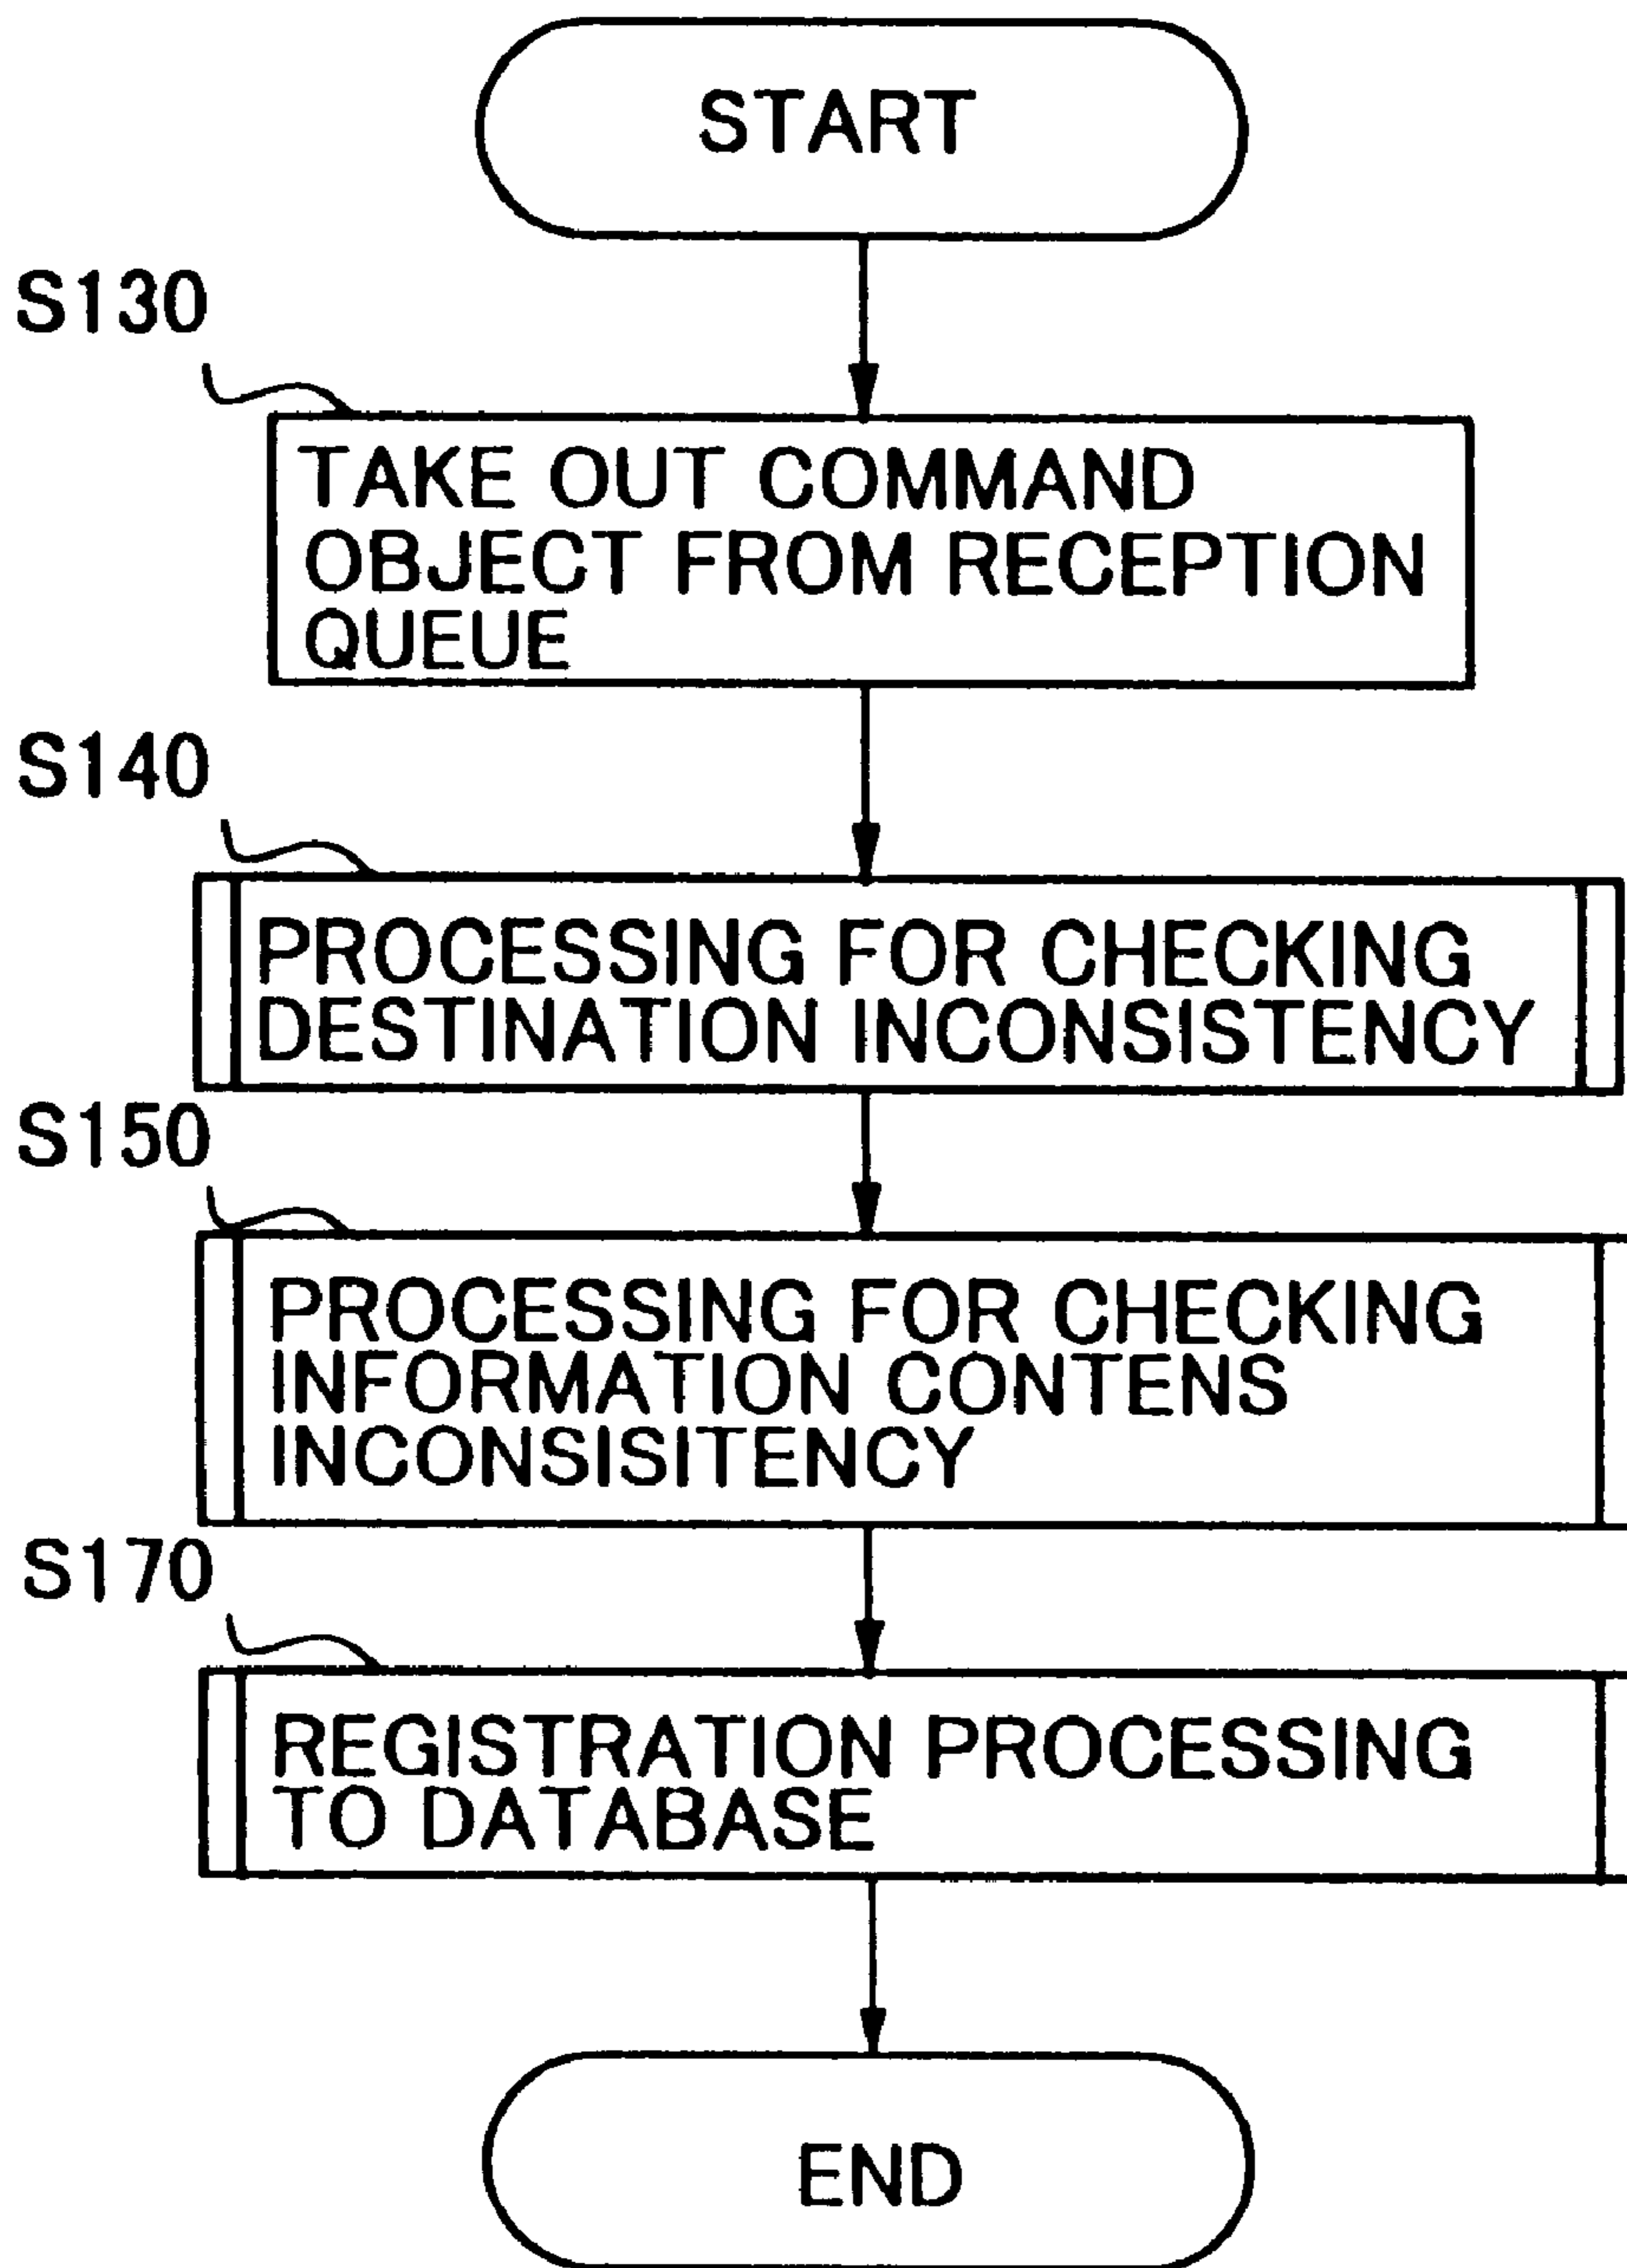 START
S130
TAKE OUT COMMAND
OBJECT FROM RECEPTION
QUEUE
S140
PROCESSING FOR CHECKING
DESTINATION INCONSISTENCY
S150
PROCESSING FOR CHECKING
INFORMATION CONTENS
INCONSISITENCY
S170
REGISTRATION PROCESSING
TO DATABASE
END